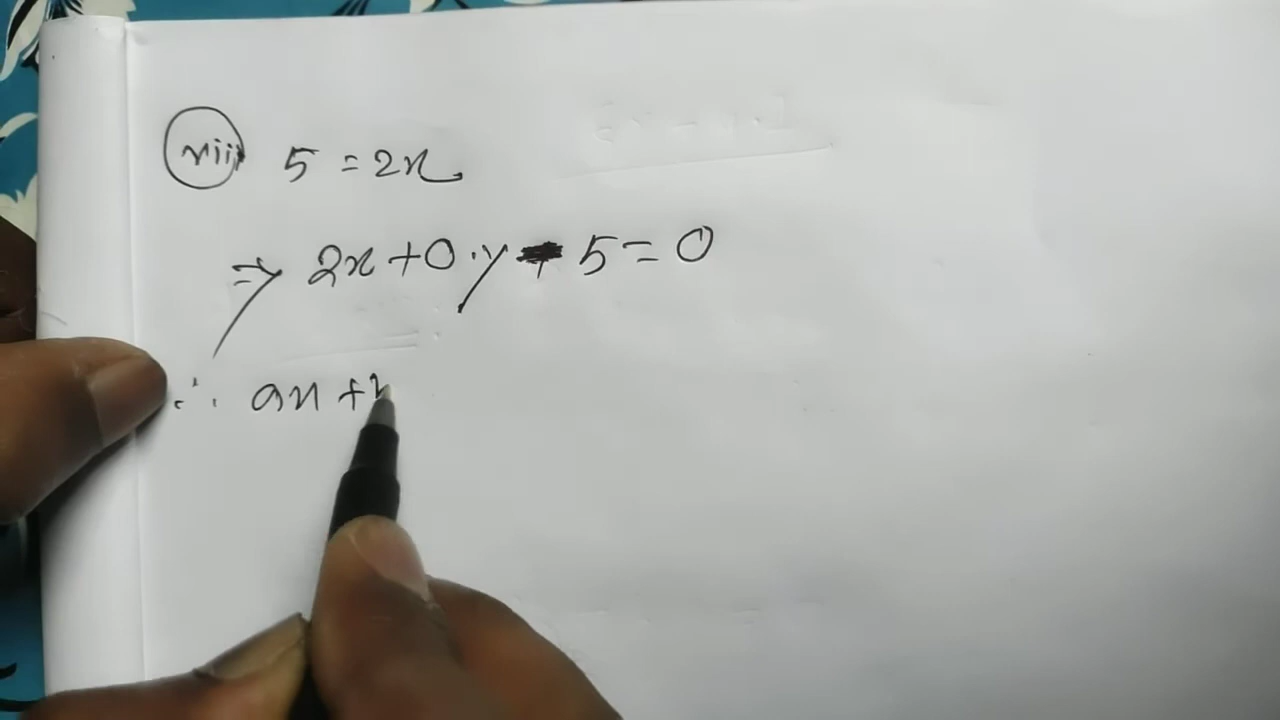 viii) 5 = 2x
⇒ 2x + 0.y - 5 = 0
∴ ax +